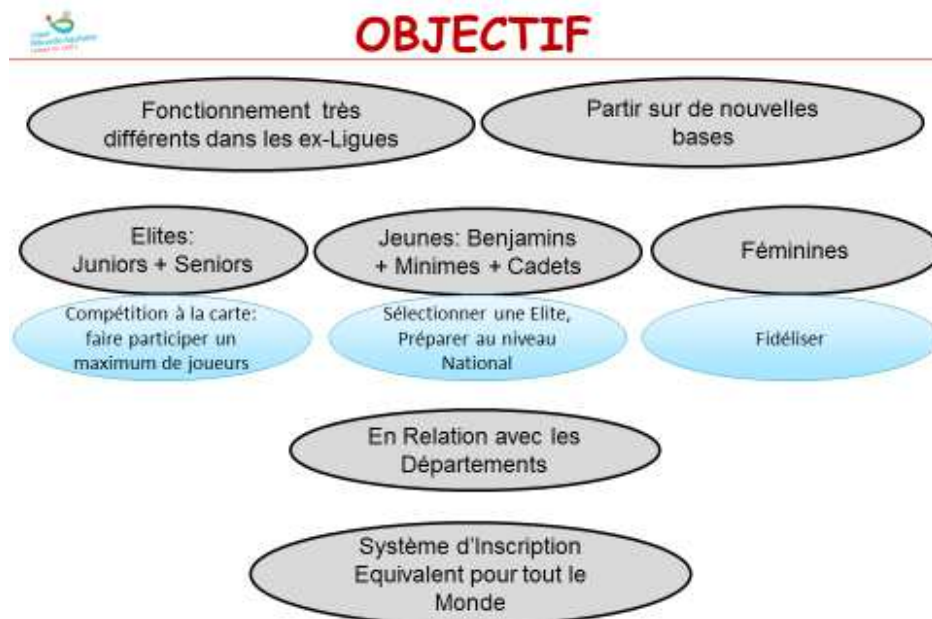 OBJECTIF
Fonctionnement très
différents dans les ex-Ligues
Partir sur de nouvelles
bases
Elites:
Juniors + Seniors
Jeunes: Benjamins
+ Minimes + Cadets
Féminines
Compétition à la carte:
faire participer un
maximum de joueurs
Sélectionner une Elite,
Préparer au niveau
National
Fidéliser
En Relation avec les
Départements
Système d'Inscription
Equivalent pour tout le
Monde